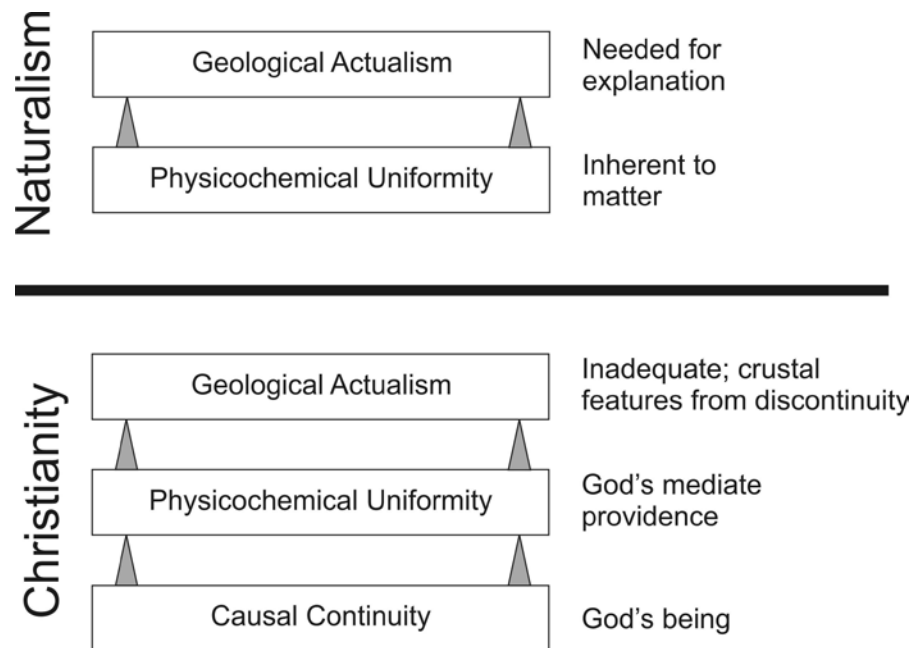 Naturalism
Geological Actualism
Needed for
explanation
Physicochemical Uniformity
Inherent to
matter
Christianity
Geological Actualism
Inadequate; crustal
features from discontinuity
Physicochemical Uniformity
God's mediate
providence
Causal Continuity
God's being